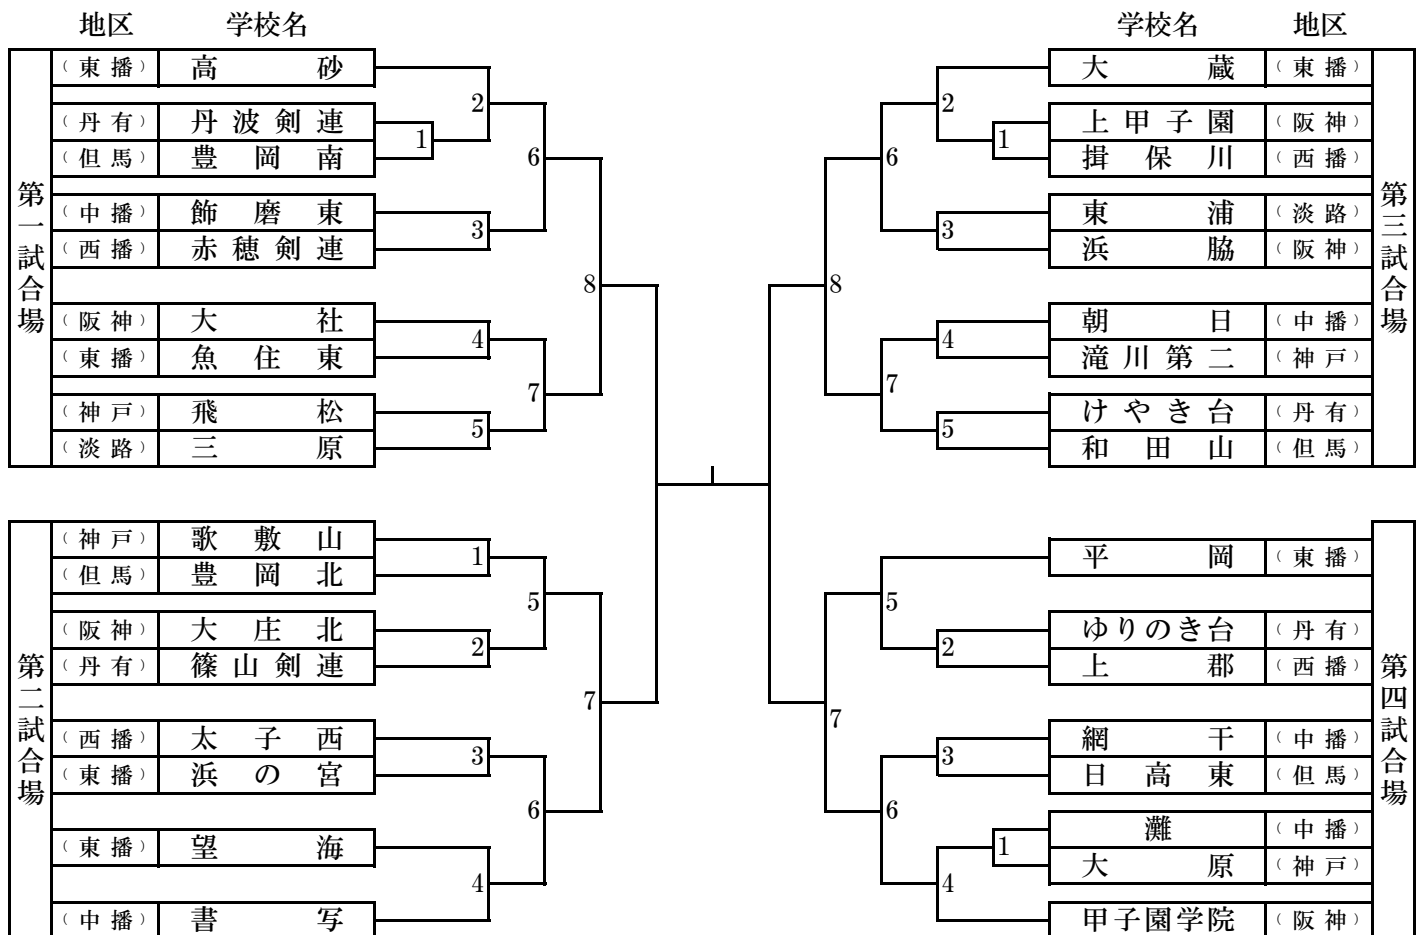 地区 学校名
第一試合場
(東播) 高砂
(丹有) 丹波剣連
(但馬) 豊岡南
(中播) 飾磨東
(西播) 赤穂剣連
(阪神) 大社
(東播) 魚住東
(神戸) 飛松
(淡路) 三原
1
2
3
4
5
6
7
8
第二試合場
(神戸) 歌敷山
(但馬) 豊岡北
(阪神) 大庄北
(丹有) 篠山剣連
(西播) 太子西
(東播) 浜の宮
(東播) 望海
(中播) 書写
1
2
3
4
5
6
7
学校名 地区
第三試合場
大蔵 (東播)
上甲子園 (阪神)
揖保川 (西播)
東浦 (淡路)
浜脇 (阪神)
朝日 (中播)
滝川第二 (神戸)
けやき台 (丹有)
和田山 (但馬)
1
2
3
4
5
6
7
8
第四試合場
平岡 (東播)
ゆりのき台 (丹有)
上郡 (西播)
網干 (中播)
日高東 (但馬)
灘 (中播)
大原 (神戸)
甲子園学院 (阪神)
1
2
3
4
5
6
7